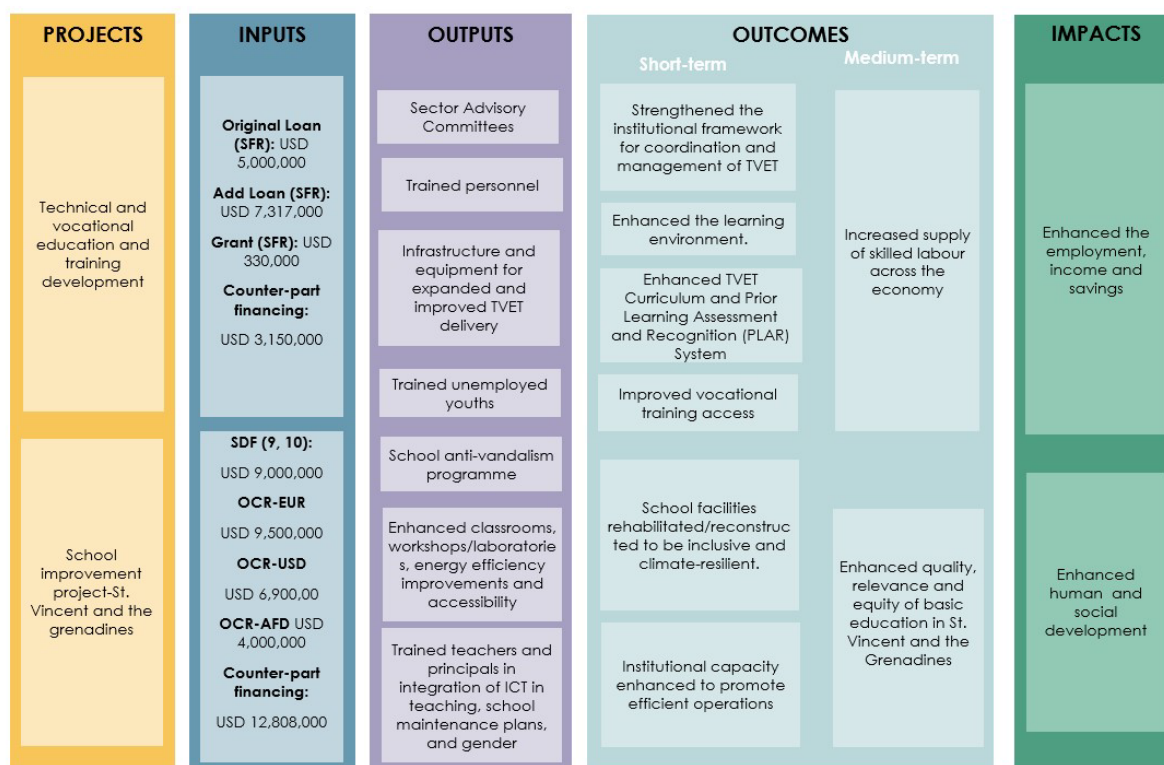 PROJECTS
INPUTS
OUTPUTS
OUTCOMES
IMPACTS
Short-term
Medium-term
Technical and
vocational
education and
training
development
Original Loan
(SFR): USD
5,000,000
Add Loan (SFR):
USD 7,317,000
Grant (SFR): USD
330,000
Counter-part
financing:
USD 3,150,000
Sector Advisory
Committees
Trained personnel
Infrastructure and
equipment for
expanded and
improved TVET
delivery
Trained unemployed
youths
Strengthened the
institutional framework
for coordination and
management of TVET
Enhanced the learning
environment.
Enhanced TVET
Curriculum and Prior
Learning Assessment
and Recognition (PLAR)
System
Improved vocational
training access
Increased supply
of skilled labour
across the
economy
Enhanced the
employment,
income and
savings
School
improvement
project-St.
Vincent and the
grenadines
SDF (9, 10):
USD 9,000,000
OCR-EUR
USD 9,500,000
OCR-USD
USD 6,900,00
OCR-AFD USD
4,000,000
Counter-part
financing:
USD 12,808,000
School anti-vandalism
programme
Enhanced classrooms,
workshops/laboratorie
s, energy efficiency
improvements and
accessibility
Trained teachers and
principals in
integration of ICT in
teaching, school
maintenance plans,
and gender
School facilities
rehabilitated/reconstruc
ted to be inclusive and
climate-resilient.
Institutional capacity
enhanced to promote
efficient operations
Enhanced quality,
relevance and
equity of basic
education in St.
Vincent and the
Grenadines
Enhanced
human and
social
development